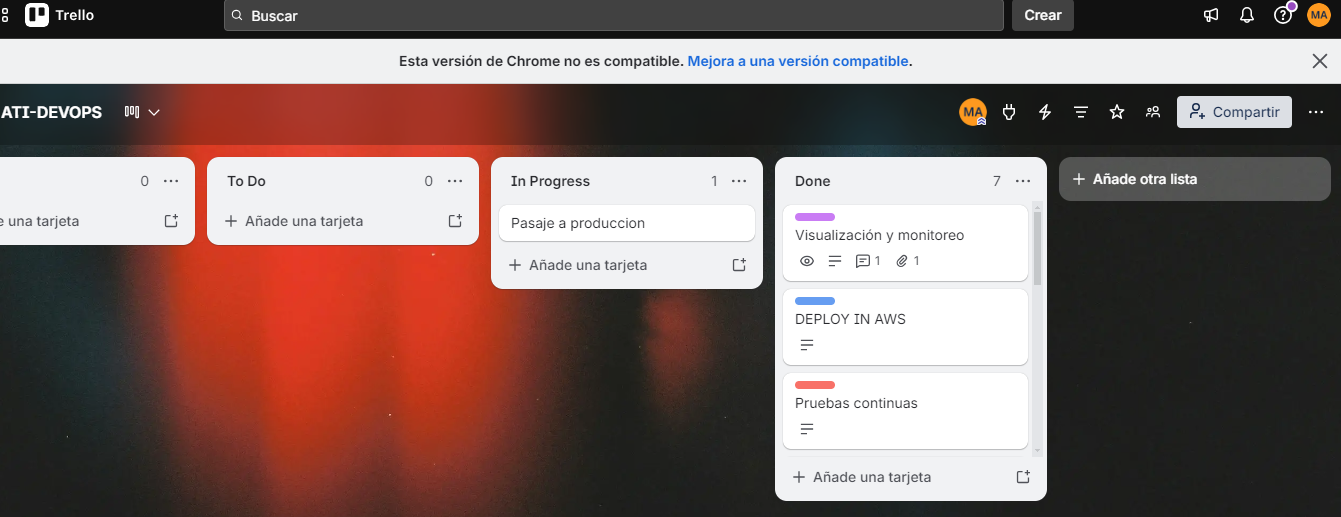 Trello
Buscar
Crear
MA
Esta versión de Chrome no es compatible. Mejora a una versión compatible.
ATI-DEVOPS
MA
Compartir
0
e una tarjeta
To Do
0
Añade una tarjeta
In Progress
1
Pasaje a produccion
Añade una tarjeta
Done
7
Visualización y monitoreo
1
1
DEPLOY IN AWS
Pruebas continuas
Añade una tarjeta
Añade otra lista